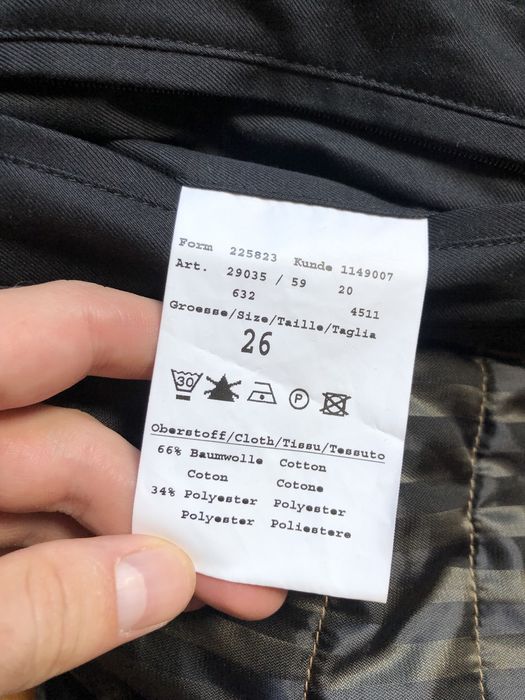 Form 225823 Kunde 1149007
Art. 29035 / 59 20
632 4511
Groesse/Size/Taille/Taglia
26
30 P
Oberstoff/Cloth/Tissu/Tessuto
66% Baumwolle Cotton
Coton Cotone
34% Polyester Polyester
Polyester Poliestere